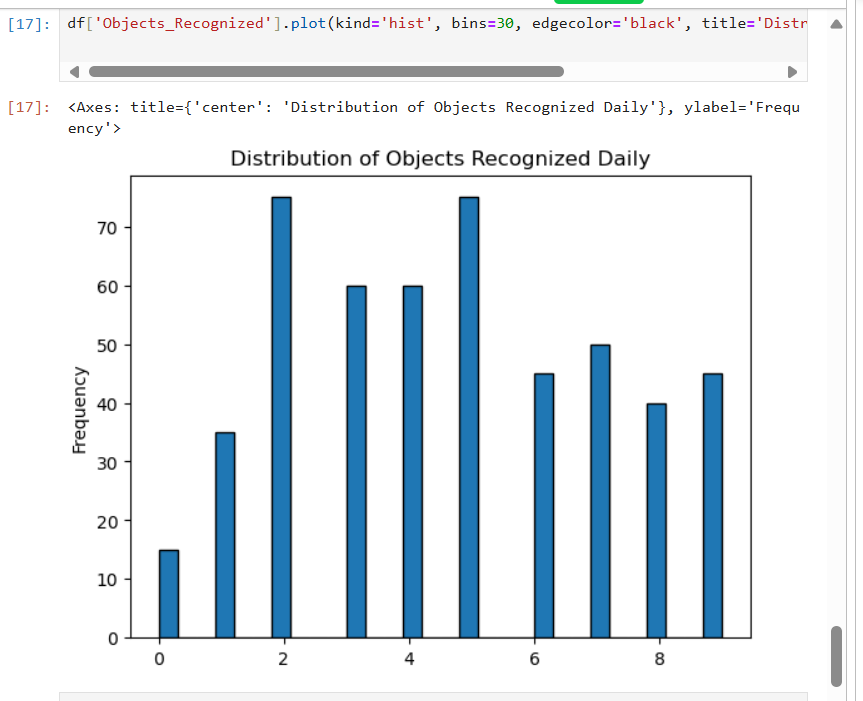 [17]: df['Objects_Recognized'].plot(kind='hist', bins=30, edgecolor='black', title='Distr
[17]: <Axes: title={'center': 'Distribution of Objects Recognized Daily'}, ylabel='Frequ
ency'>
Distribution of Objects Recognized Daily
70
60
50
40
30
20
10
0
Frequency
0 2 4 6 8